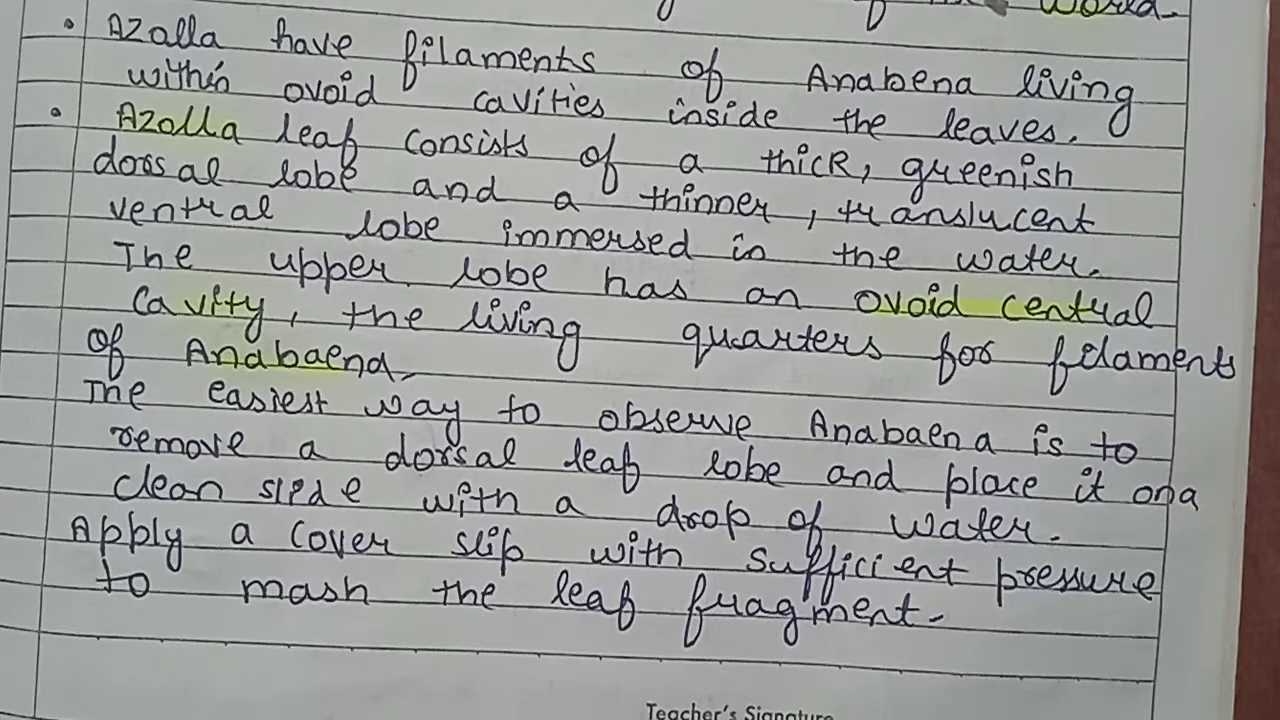 world.
• Azolla have filaments of Anabena living
within ovoid cavities inside the leaves.
• Azolla leaf consists of a thick, greenish
dorsal lobe and a thinner, translucent
ventral lobe immersed in the water.
The upper lobe has an ovoid central
cavity, the living quarters for filaments
of Anabaena.
The easiest way to observe Anabaena is to
remove a dorsal leaf lobe and place it on a
clean slide with a drop of water.
Apply a cover slip with sufficient pressure
to mash the leaf fragment.
Teacher's Signature